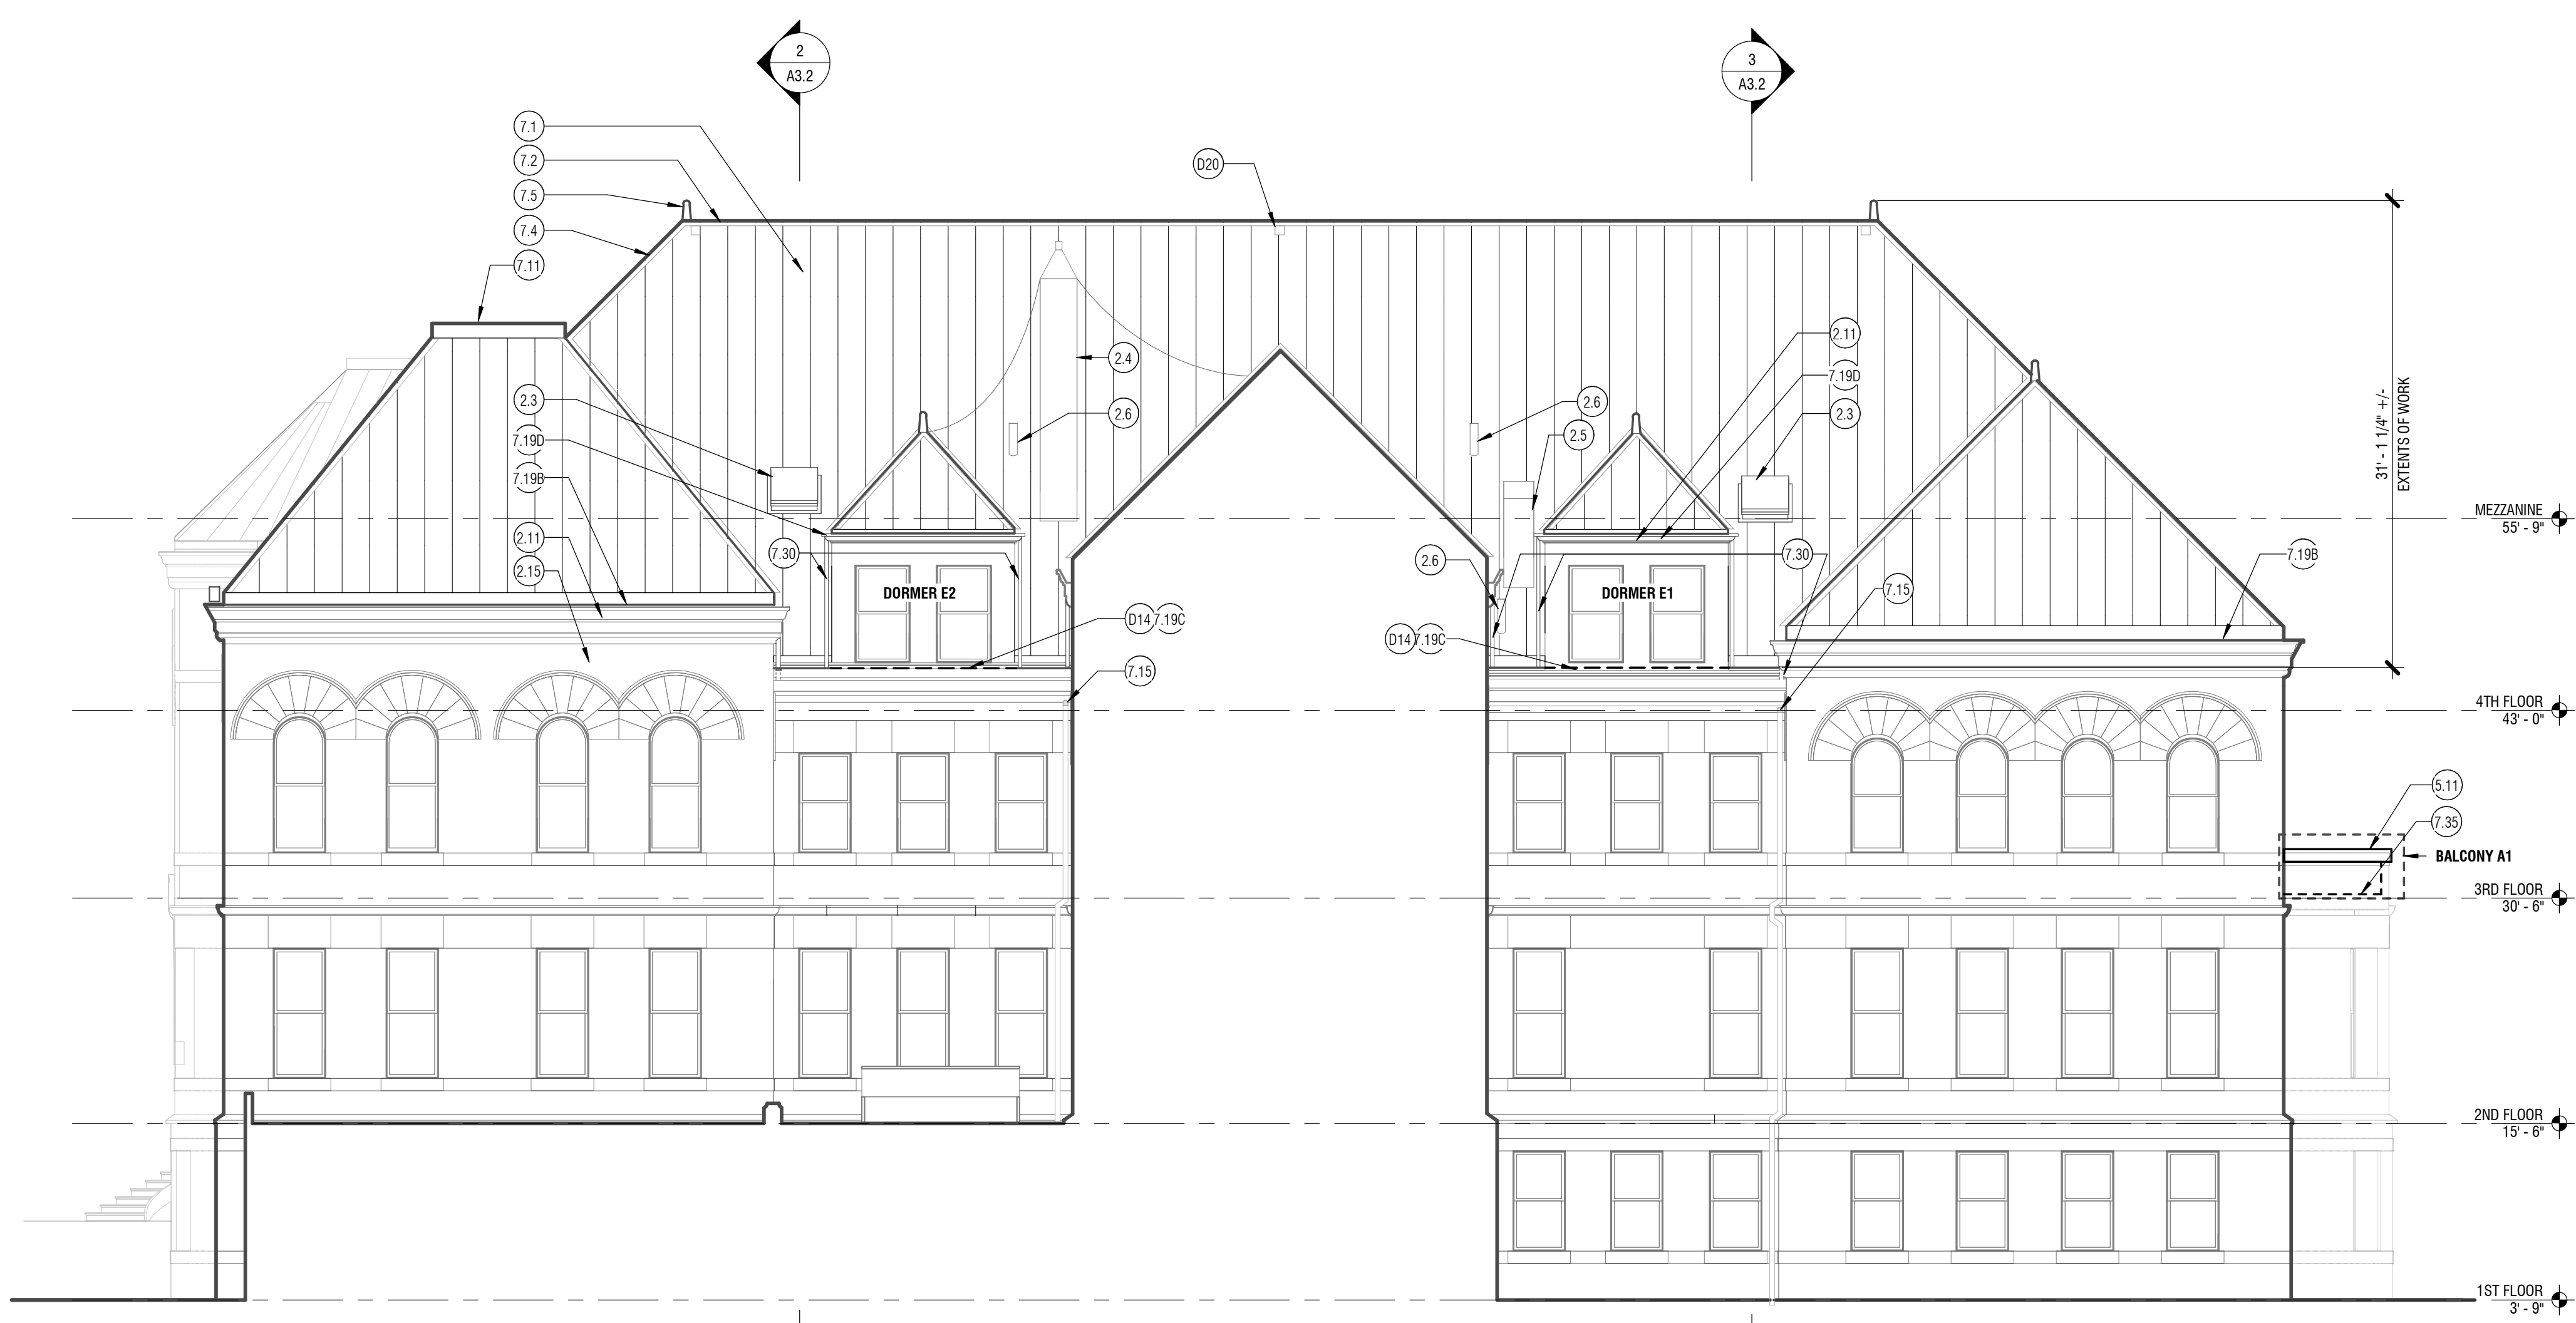 2
A3.2
3
A3.2
7.1
7.2
7.5
7.4
7.11
D20
2.4
2.11
7.19D
2.3
2.6
2.6
2.3
7.19D
2.5
7.19B
31' - 1 1/4" +/-
EXTENTS OF WORK
MEZZANINE
55' - 9"
2.11
7.30
2.6
7.30
7.19B
2.15
DORMER E2
DORMER E1
7.15
D14 7.19C
D14 7.19C
7.15
4TH FLOOR
43' - 0"
5.11
7.35
BALCONY A1
3RD FLOOR
30' - 6"
2ND FLOOR
15' - 6"
1ST FLOOR
3' - 9"